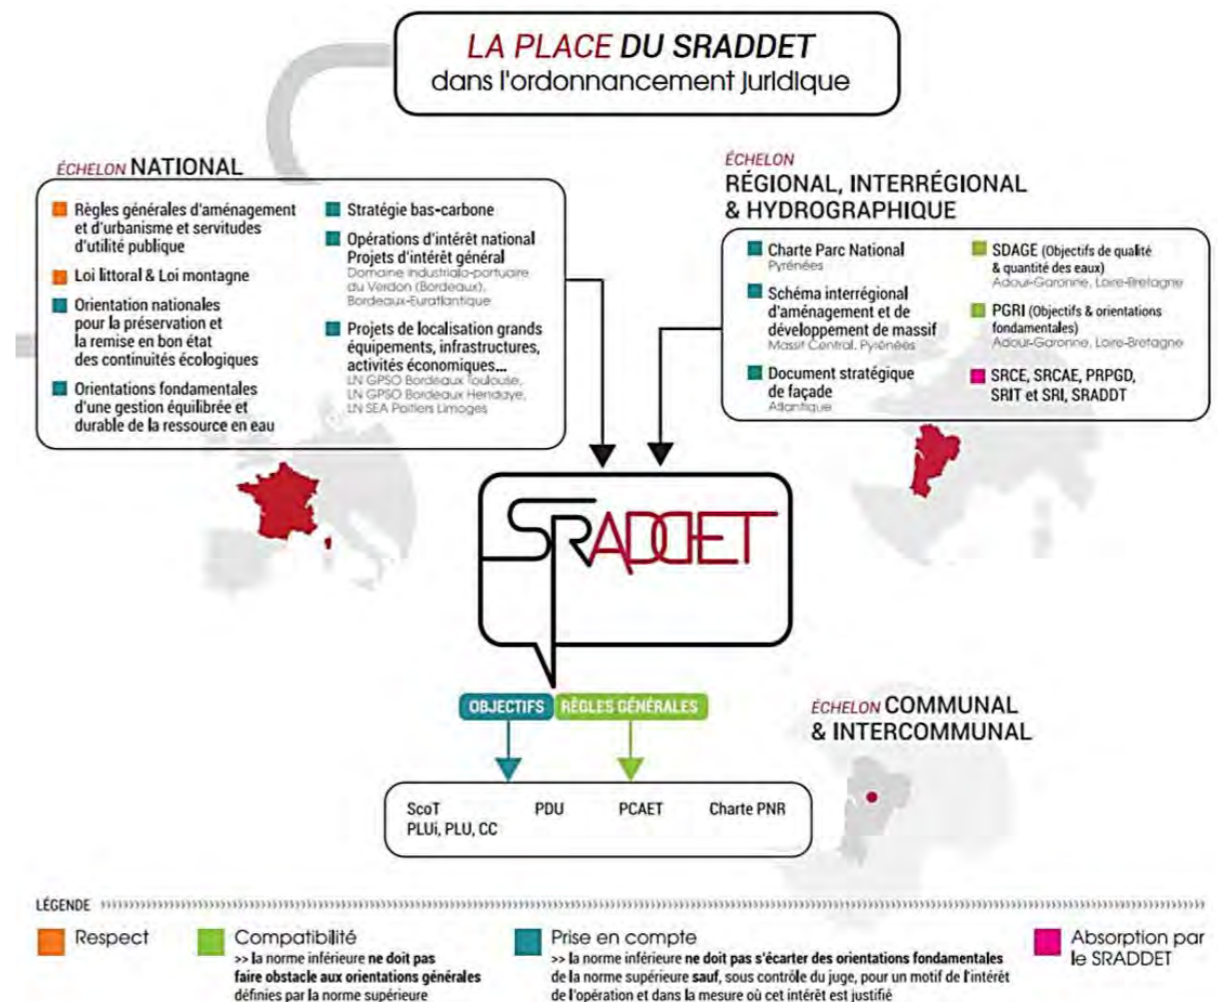 LA PLACE DU SRADDET
dans l'ordonnancement juridique
ÉCHELON NATIONAL
Règles générales d'aménagement
et d'urbanisme et servitudes
d'utilité publique
Loi littoral & Loi montagne
Orientation nationales
pour la préservation et
la remise en bon état
des continuités écologiques
Orientations fondamentales
d'une gestion équilibrée et
durable de la ressource en eau
Stratégie bas-carbone
Opérations d'intérêt national
Projets d'intérêt général
Domaine industrialo-portuaire
du Verdon (Bordeaux),
Bordeaux-Euratlantique
Projets de localisation grands
équipements, infrastructures,
activités économiques...
LN GPSO Bordeaux Toulouse,
LN GPSO Bordeaux Hendaye,
LN SEA Poitiers Limoges
ÉCHELON
RÉGIONAL, INTERRÉGIONAL
& HYDROGRAPHIQUE
Charte Parc National
Pyrénées
Schéma interrégional
d'aménagement et de
développement de massif
Massif Central, Pyrénées
Document stratégique
de façade
Atlantique
SDAGE (Objectifs de qualité
& quantité des eaux)
Adour-Garonne, Loire-Bretagne
PGRI (Objectifs & orientations
fondamentales)
Adour-Garonne, Loire-Bretagne
SRCE, SRCAE, PRPGD,
SRIT et SRI, SRADDT
SRADDET
OBJECTIFS RÈGLES GÉNÉRALES
ÉCHELON COMMUNAL
& INTERCOMMUNAL
ScoT PDU PCAET Charte PNR
PLUi, PLU, CC
LÉGENDE
Respect
Compatibilité
>> la norme inférieure ne doit pas
faire obstacle aux orientations générales
définies par la norme supérieure
Prise en compte
>> la norme inférieure ne doit pas s'écarter des orientations fondamentales
de la norme supérieure sauf, sous contrôle du juge, pour un motif de l'intérêt
de l'opération et dans la mesure où cet intérêt est justifié
Absorption par
le SRADDET